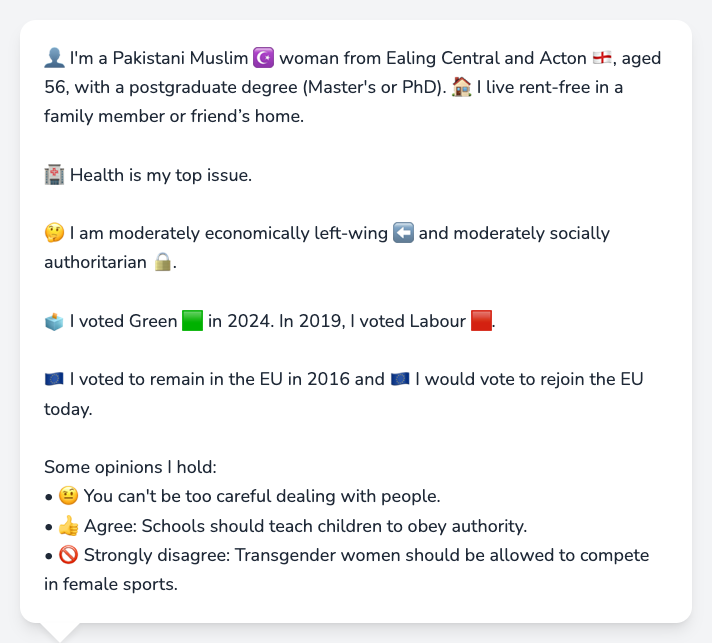 👤 I'm a Pakistani Muslim ☪️ woman from Ealing Central and Acton 🏴󠁧󠁢󠁥󠁮󠁧󠁿, aged
56, with a postgraduate degree (Master's or PhD). 🏠 I live rent-free in a
family member or friend’s home.
🏥 Health is my top issue.
🤔 I am moderately economically left-wing ⬅️ and moderately socially
authoritarian 🔒.
🗳️ I voted Green 🟩 in 2024. In 2019, I voted Labour 🟥.
🇪🇺 I voted to remain in the EU in 2016 and 🇪🇺 I would vote to rejoin the EU
today.
Some opinions I hold:
• 🤨 You can't be too careful dealing with people.
• 👍 Agree: Schools should teach children to obey authority.
• 🚫 Strongly disagree: Transgender women should be allowed to compete
in female sports.